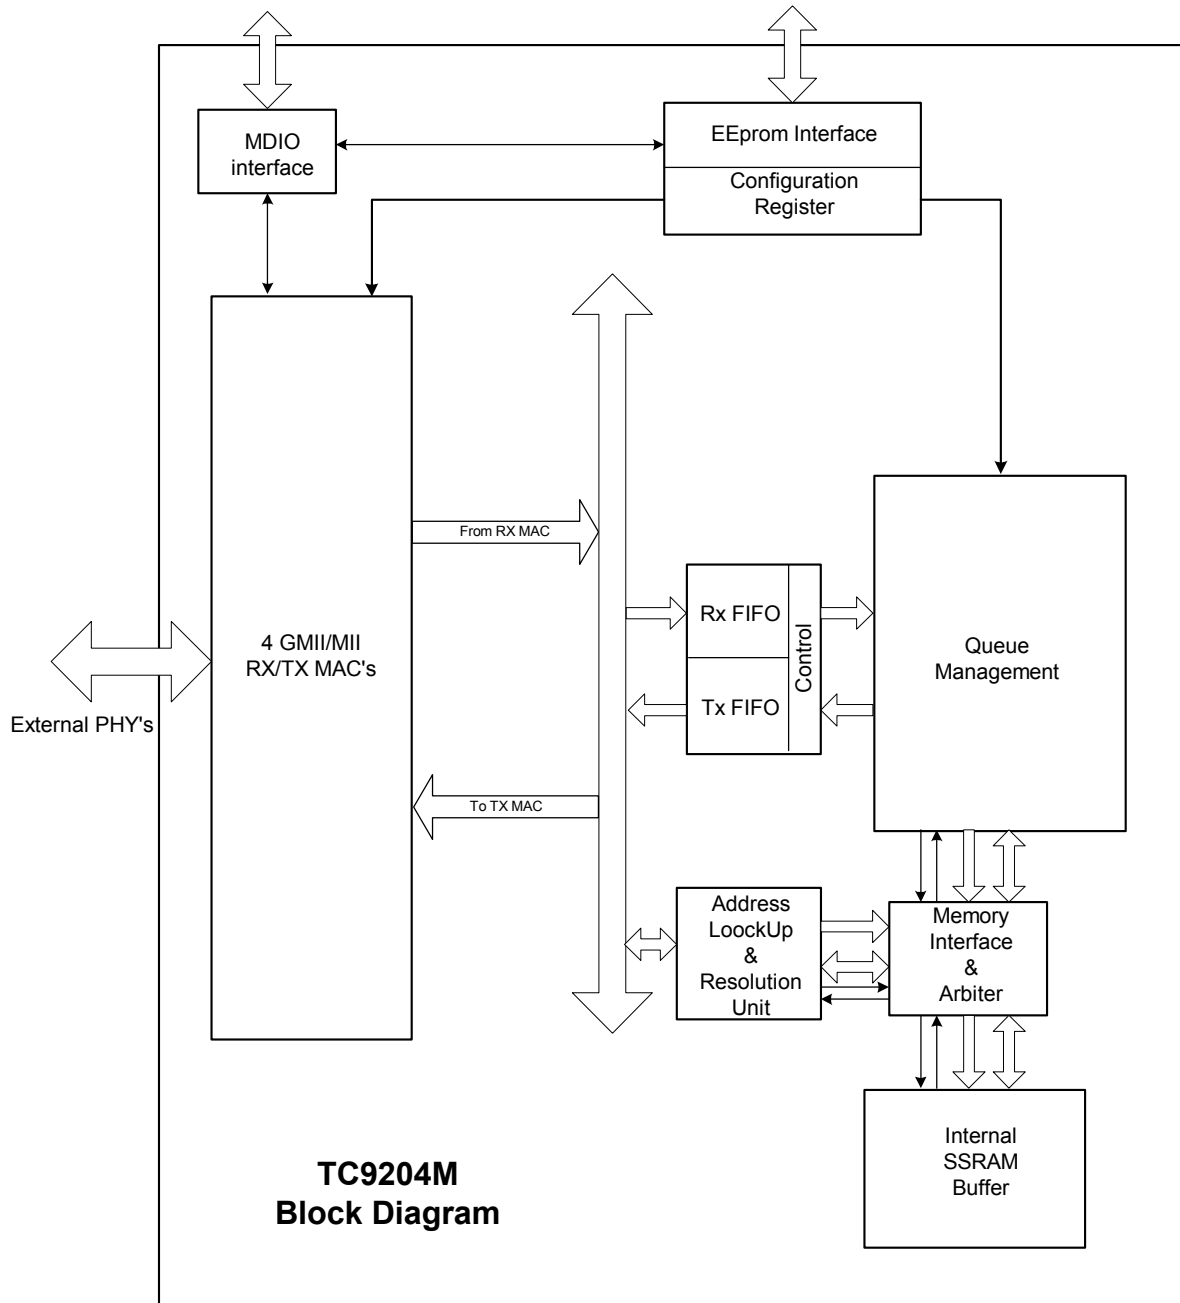 MDIO
interface
EEprom Interface
Configuration
Register
From RX MAC
Rx FIFO
Tx FIFO
Control
Queue
Management
4 GMII/MII
RX/TX MAC's
External PHY's
To TX MAC
Address
LoockUp
&
Resolution
Unit
Memory
Interface
&
Arbiter
Internal
SSRAM
Buffer
TC9204M
Block Diagram